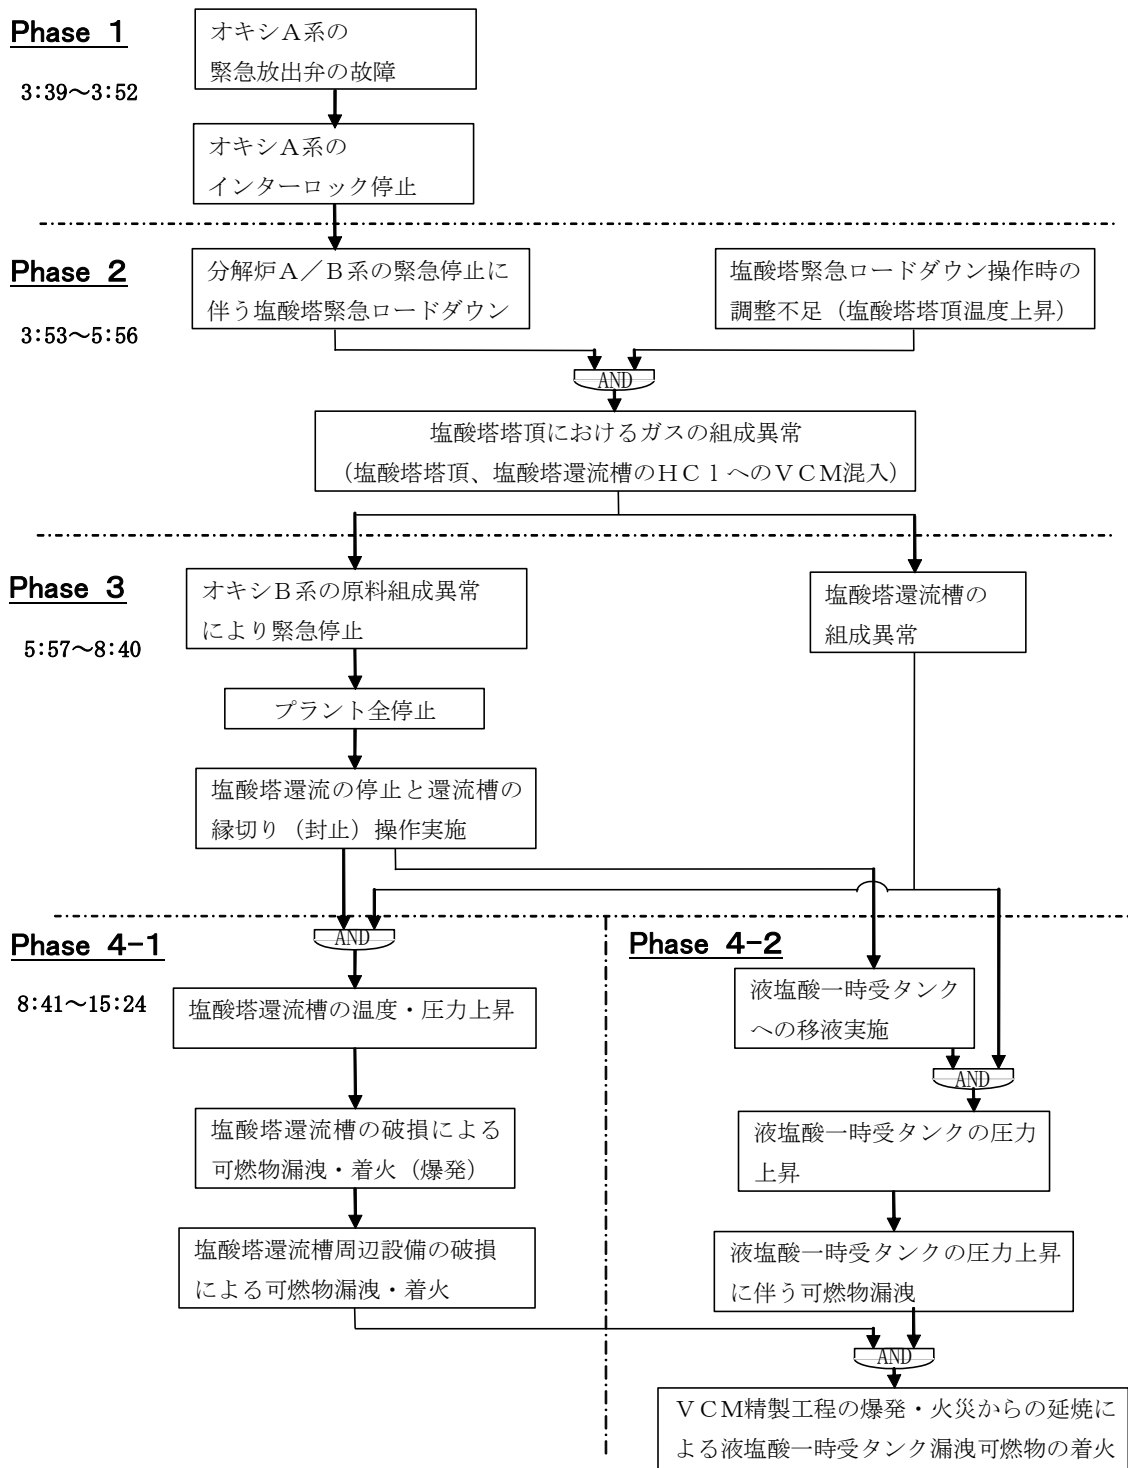 Phase 1
3:39～3:52
オキシA系の
緊急放出弁の故障
オキシA系の
インターロック停止
Phase 2
3:53～5:56
分解炉A／B系の緊急停止に
伴う塩酸塔緊急ロードダウン
塩酸塔緊急ロードダウン操作時の
調整不足（塩酸塔塔頂温度上昇）
AND
塩酸塔塔頂におけるガスの組成異常
（塩酸塔塔頂、塩酸塔還流槽のHClへのVCM混入）
Phase 3
5:57～8:40
オキシB系の原料組成異常
により緊急停止
塩酸塔還流槽の
組成異常
プラント全停止
塩酸塔還流の停止と還流槽の
縁切り（封止）操作実施
Phase 4-1
8:41～15:24
AND
塩酸塔還流槽の温度・圧力上昇
塩酸塔還流槽の破損による
可燃物漏洩・着火（爆発）
塩酸塔還流槽周辺設備の破損
による可燃物漏洩・着火
Phase 4-2
液塩酸一時受タンク
への移液実施
AND
液塩酸一時受タンクの圧力
上昇
液塩酸一時受タンクの圧力上昇
に伴う可燃物漏洩
AND
VCM精製工程の爆発・火災からの延焼に
よる液塩酸一時受タンク漏洩可燃物の着火